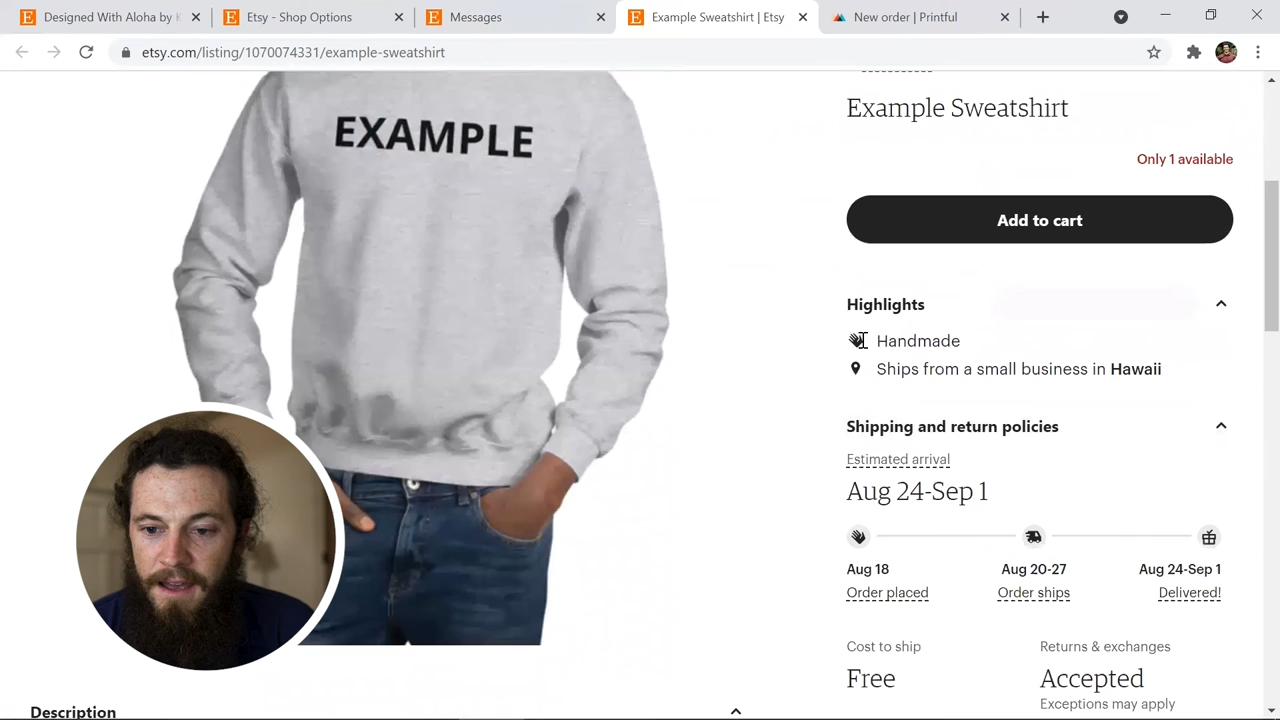 Designed With Aloha by K
Etsy - Shop Options
Messages
Example Sweatshirt | Etsy
New order | Printful
etsy.com/listing/1070074331/example-sweatshirt
EXAMPLE
Example Sweatshirt
Only 1 available
Add to cart
Highlights
Handmade
Ships from a small business in Hawaii
Shipping and return policies
Estimated arrival
Aug 24-Sep 1
Aug 18
Order placed
Aug 20-27
Order ships
Aug 24-Sep 1
Delivered!
Cost to ship
Free
Returns & exchanges
Accepted
Exceptions may apply
Description